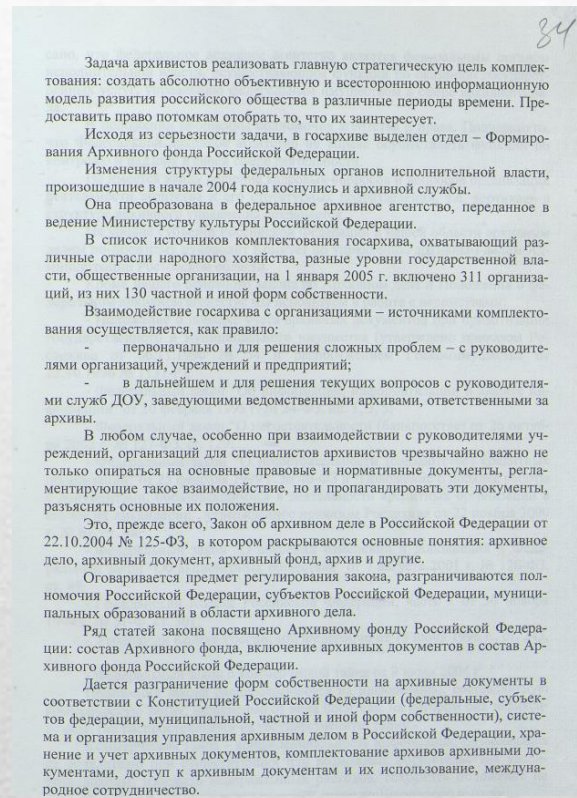 34
Задача архивистов реализовать главную стратегическую цель комплек-
тования: создать абсолютно объективную и всестороннюю информационную
модель развития российского общества в различные периоды времени. Пре-
доставить право потомкам отобрать то, что их заинтересует.
Исходя из серьезности задачи, в госархиве выделен отдел – Формиро-
вания Архивного фонда Российской Федерации.
Изменения структуры федеральных органов исполнительной власти,
произошедшие в начале 2004 года коснулись и архивной службы.
Она преобразована в федеральное архивное агентство, переданное в
ведение Министерству культуры Российской Федерации.
В список источников комплектования госархива, охватывающий раз-
личные отрасли народного хозяйства, разные уровни государственной вла-
сти, общественные организации, на 1 января 2005 г. включено 311 организа-
ций, из них 130 частной и иной форм собственности.
Взаимодействие госархива с организациями – источниками комплекто-
вания осуществляется, как правило:
- первоначально и для решения сложных проблем – с руководите-
лями организаций, учреждений и предприятий;
- в дальнейшем и для решения текущих вопросов с руководителя-
ми служб ДОУ, заведующими ведомственными архивами, ответственными за
архивы.
В любом случае, особенно при взаимодействии с руководителями уч-
реждений, организаций для специалистов архивистов чрезвычайно важно не
только опираться на основные правовые и нормативные документы, регла-
ментирующие такое взаимодействие, но и пропагандировать эти документы,
разъяснять основные их положения.
Это, прежде всего, Закон об архивном деле в Российской Федерации от
22.10.2004 № 125-ФЗ, в котором раскрываются основные понятия: архивное
дело, архивный документ, архивный фонд, архив и другие.
Оговаривается предмет регулирования закона, разграничиваются пол-
номочия Российской Федерации, субъектов Российской Федерации, муници-
пальных образований в области архивного дела.
Ряд статей закона посвящено Архивному фонду Российской Федера-
ции: состав Архивного фонда, включение архивных документов в состав Ар-
хивного фонда Российской Федерации.
Дается разграничение форм собственности на архивные документы в
соответствии с Конституцией Российской Федерации (федеральные, субъек-
тов федерации, муниципальной, частной и иной форм собственности), систе-
ма и организация управления архивным делом в Российской Федерации, хра-
нение и учет архивных документов, комплектование архивов архивными до-
кументами, доступ к архивным документам и их использование, междуна-
родное сотрудничество.